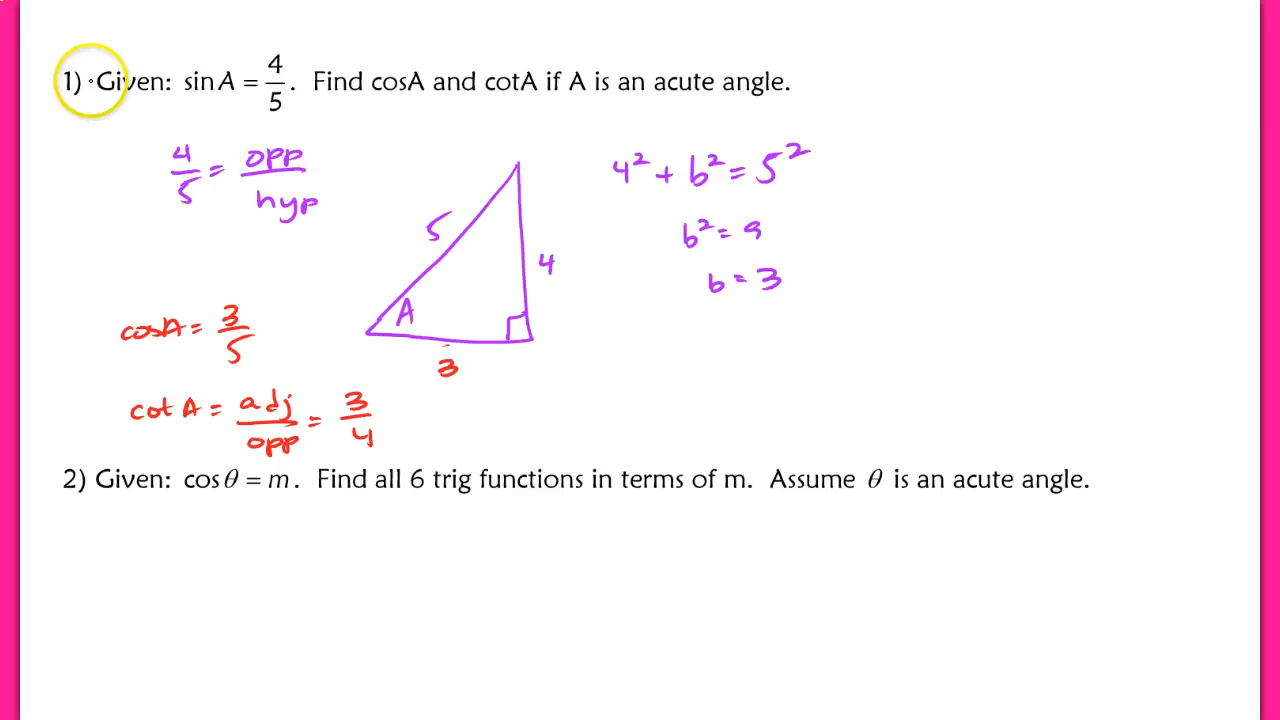 1) Given: sin A = 4/5. Find cosA and cotA if A is an acute angle.
4/5 = opp/hyp
5
4
A
3
4² + b² = 5²
b² = 9
b = 3
cosA = 3/5
cot A = adj/opp = 3/4
2) Given: cos θ = m. Find all 6 trig functions in terms of m. Assume θ is an acute angle.